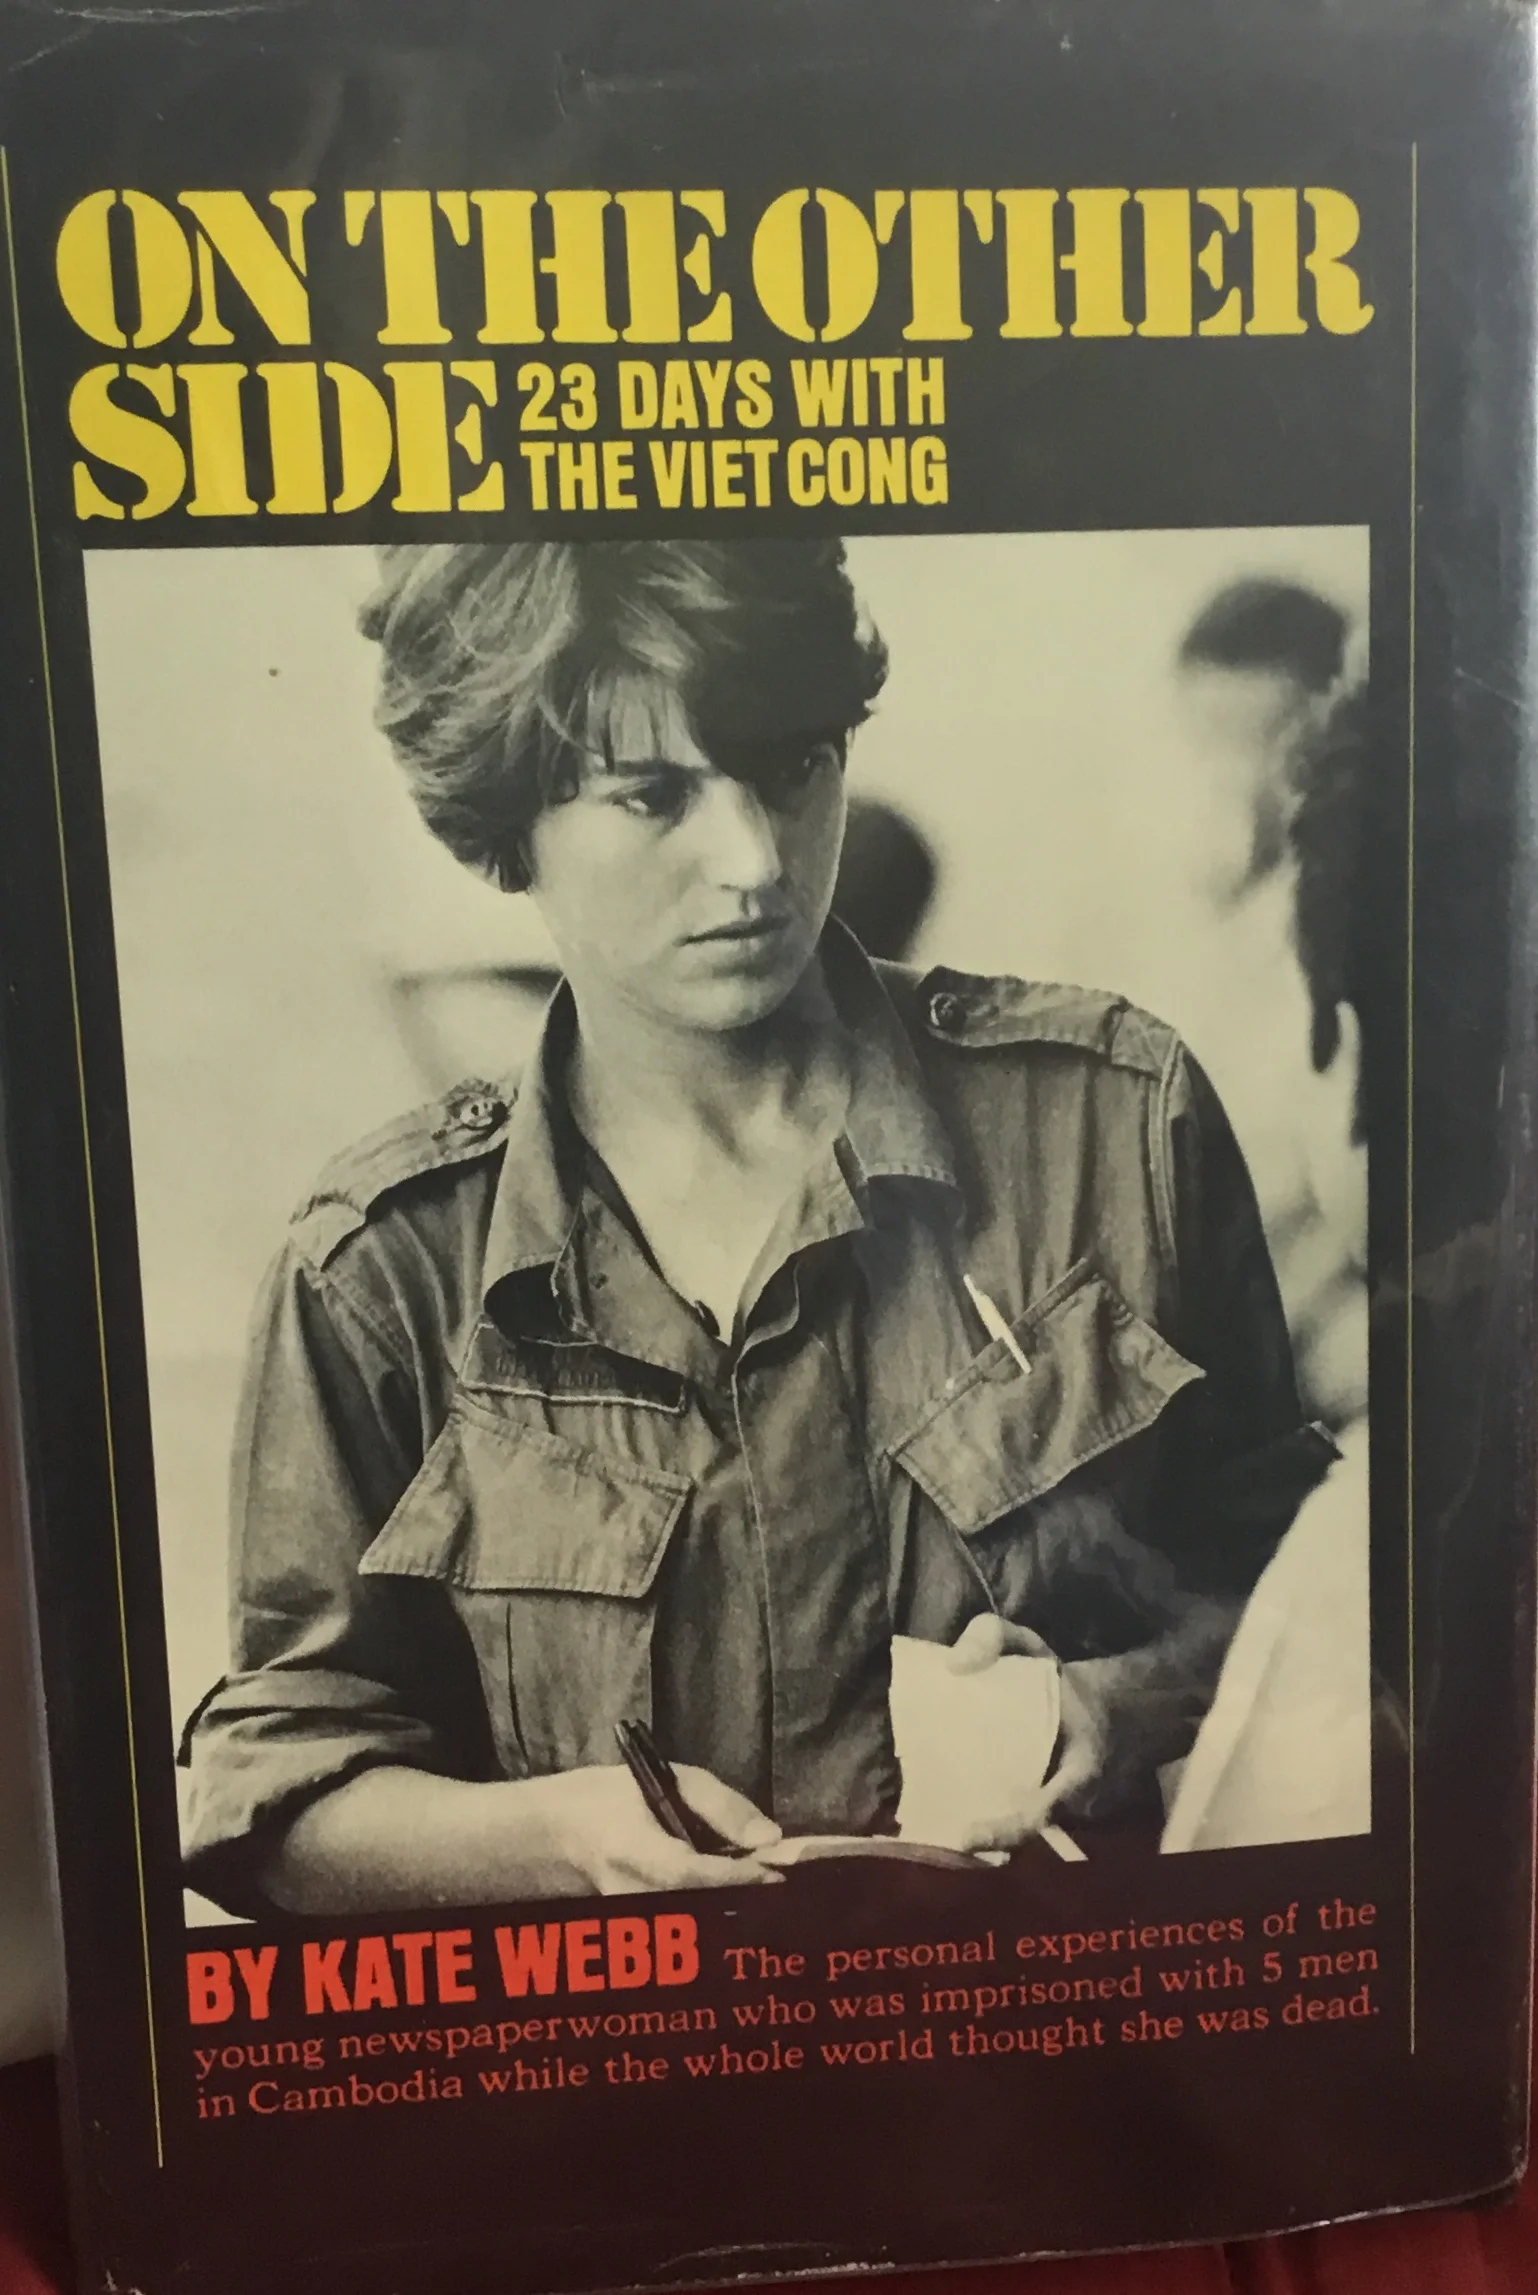 ON THE OTHER
SIDE 23 DAYS WITH
THE VIET CONG
BY KATE WEBB The personal experiences of the
young newspaperwoman who was imprisoned with 5 men
in Cambodia while the whole world thought she was dead.